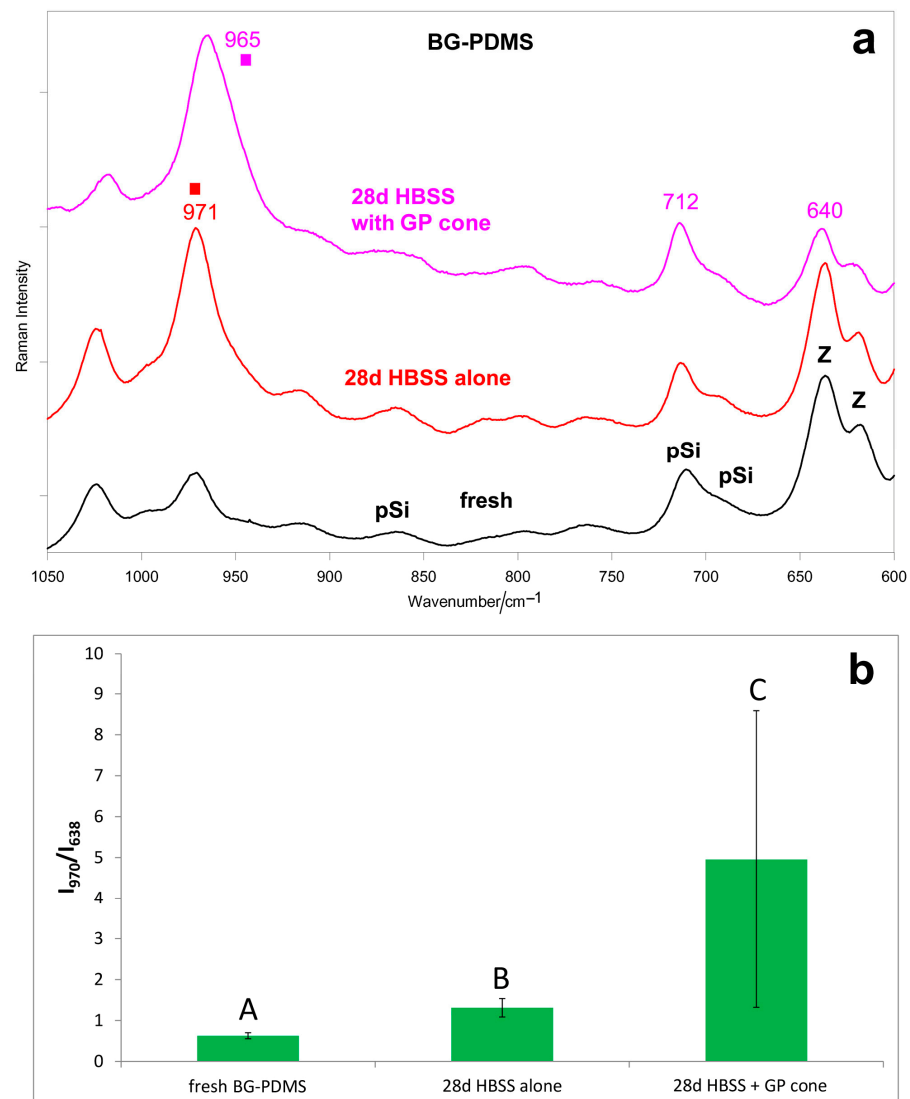 965
BG-PDMS
a
28d HBSS
with GP cone
712
640
971
28d HBSS alone
Z
Z
pSi
pSi
pSi
fresh
Raman Intensity
1050 1000 950 900 850 800 750 700 650 600
Wavenumber/cm⁻¹
b
10
9
8
7
6
5
4
3
2
1
0
I₉₇₀/I₆₃₈
A
B
C
fresh BG-PDMS 28d HBSS alone 28d HBSS + GP cone